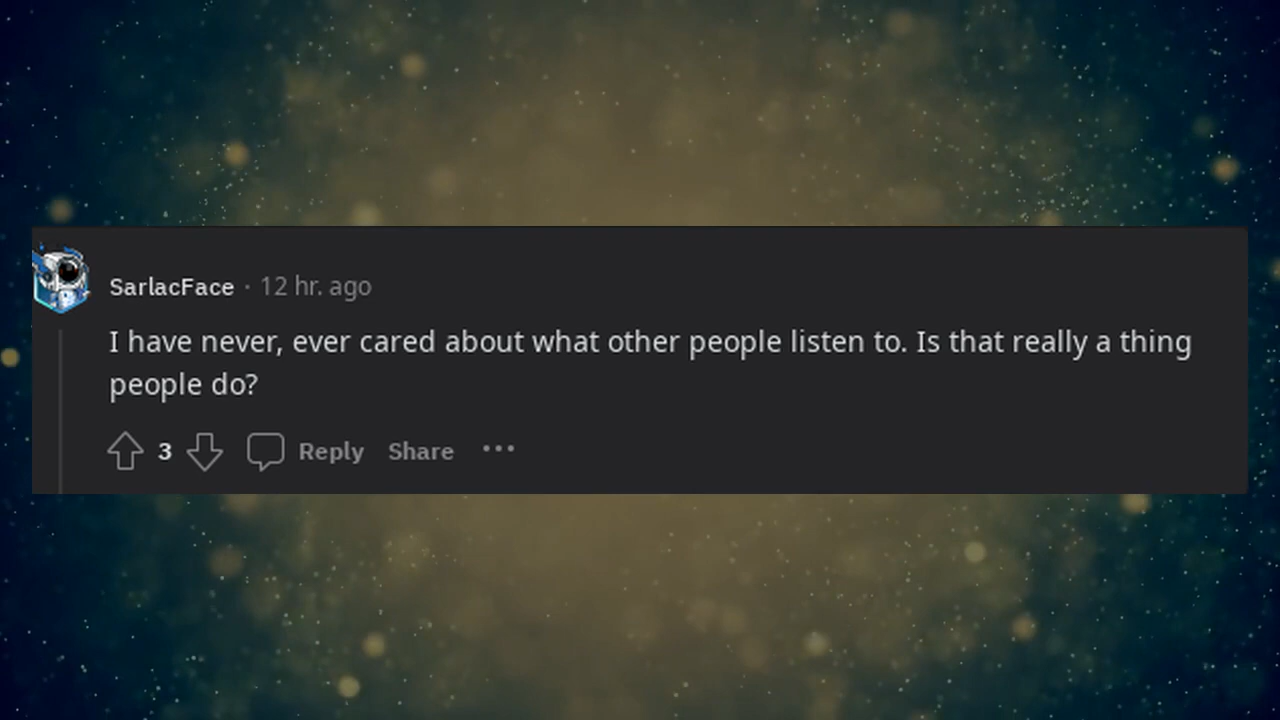 SarlacFace · 12 hr. ago
I have never, ever cared about what other people listen to. Is that really a thing
people do?
3 Reply Share ···